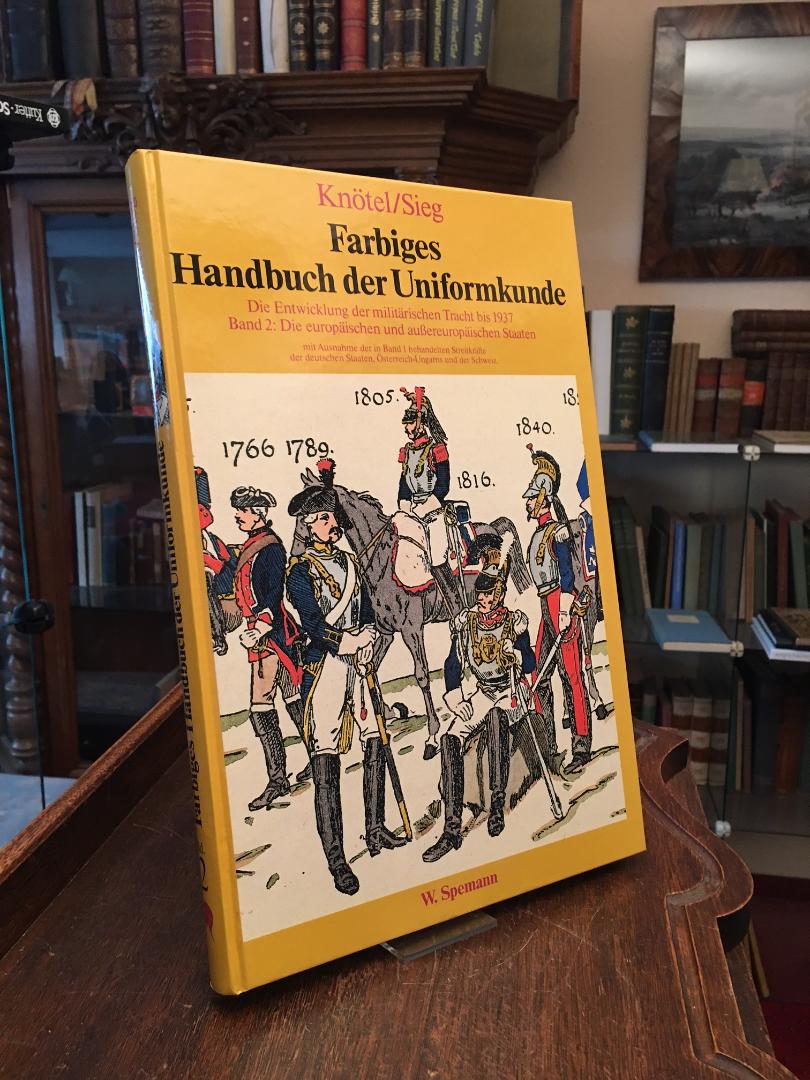 Knötel/Sieg
Farbiges
Handbuch der Uniformkunde
Die Entwicklung der militärischen Tracht bis 1937
Band 2: Die europäischen und außereuropäischen Staaten
mit Ausnahme der in Band 1 behandelten Streitkräfte
der deutschen Staaten, Österreich-Ungarns und der Schweiz.
1805.
18
1766 1789.
1840.
1816.
W. Spemann
Farbiges Handbuch der Uniformkunde
Kutter